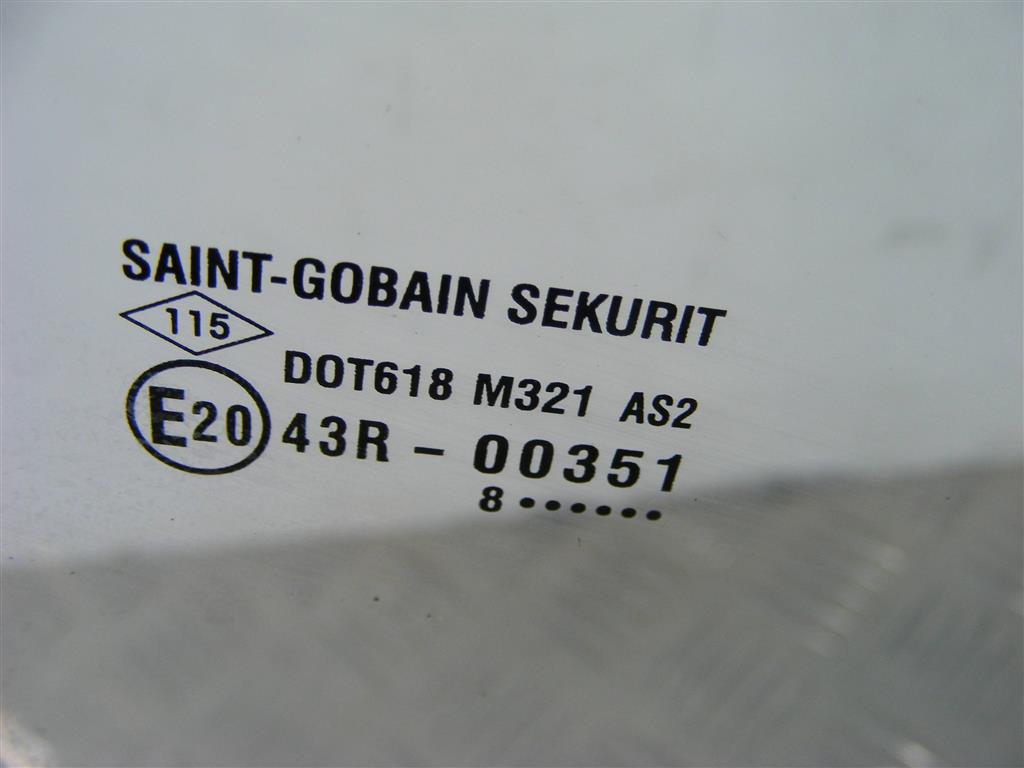 SAINT-GOBAIN SEKURIT
115
DOT618 M321 AS2
E20 43R - 00351
8 ••••••